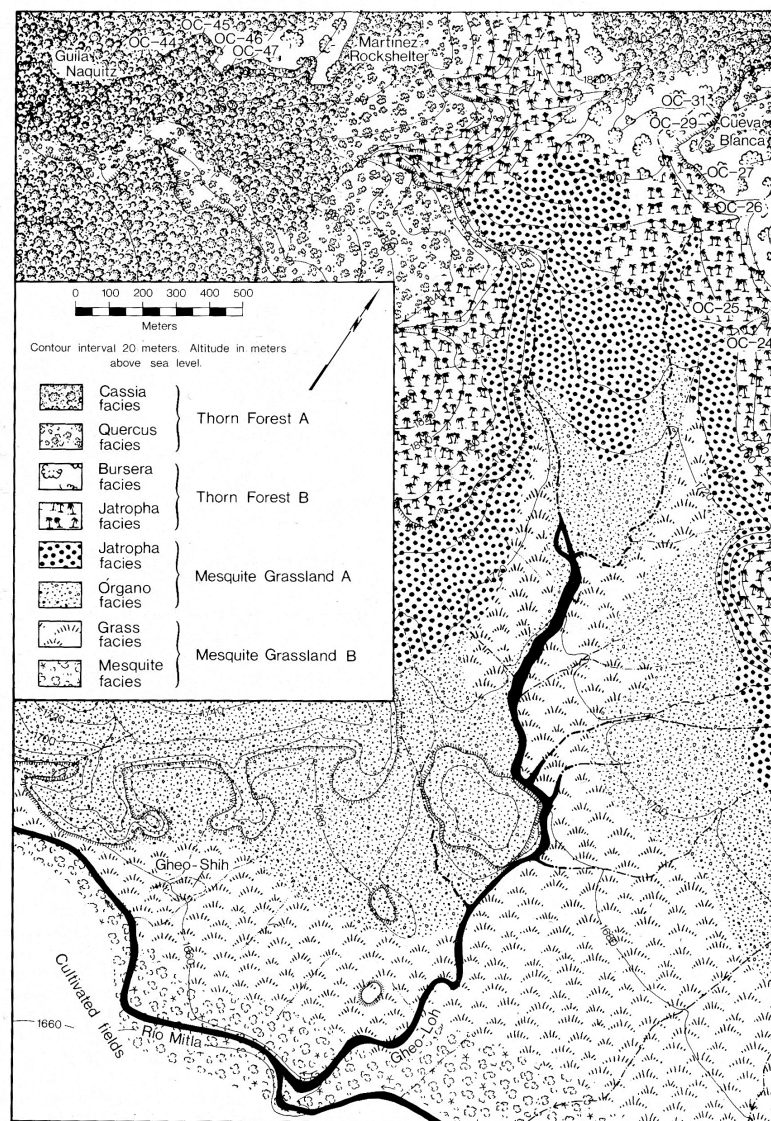 OC-45
OC-44
OC-46
OC-47
Guila
Naquitz
Martinez
Rockshelter
OC-31
OC-29
Cueva
Blanca
OC-27
OC-26
OC-25
OC-24
0 100 200 300 400 500
Meters
Contour interval 20 meters. Altitude in meters
above sea level.
Cassia
facies
Quercus
facies
Thorn Forest A
Bursera
facies
Jatropha
facies
Thorn Forest B
Jatropha
facies
Organo
facies
Mesquite Grassland A
Grass
facies
Mesquite
facies
Mesquite Grassland B
1700
Gheo-Shih
1680
1660
Cultivated fields
Rio Mitla
Gheo-Loh